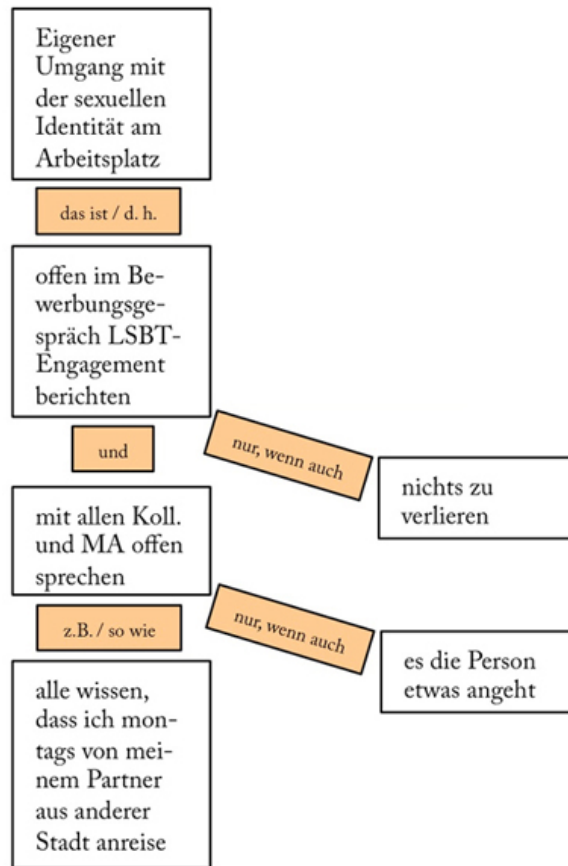 Eigener
Umgang mit
der sexuellen
Identität am
Arbeitsplatz
das ist / d. h.
offen im Be-
werbungsge-
spräch LSBT-
Engagement
berichten
und
nur, wenn auch
nichts zu
verlieren
mit allen Koll.
und MA offen
sprechen
z.B. / so wie
nur, wenn auch
es die Person
etwas angeht
alle wissen,
dass ich mon-
tags von mei-
nem Partner
aus anderer
Stadt anreise